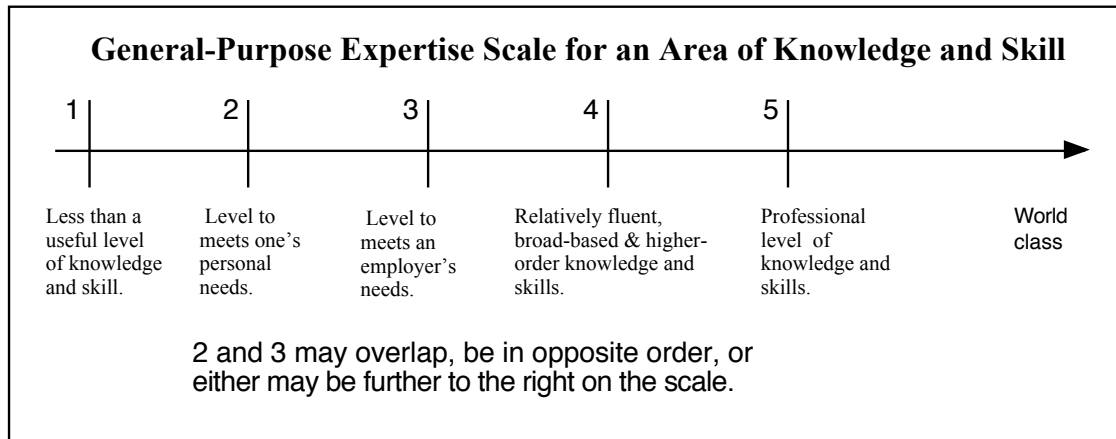 General-Purpose Expertise Scale for an Area of Knowledge and Skill
1
2
3
4
5
Less than a
useful level
of knowledge
and skill.
Level to
meets one's
personal
needs.
Level to
meets an
employer's
needs.
Relatively fluent,
broad-based & higher-
order knowledge and
skills.
Professional
level of
knowledge and
skills.
World
class
2 and 3 may overlap, be in opposite order, or
either may be further to the right on the scale.